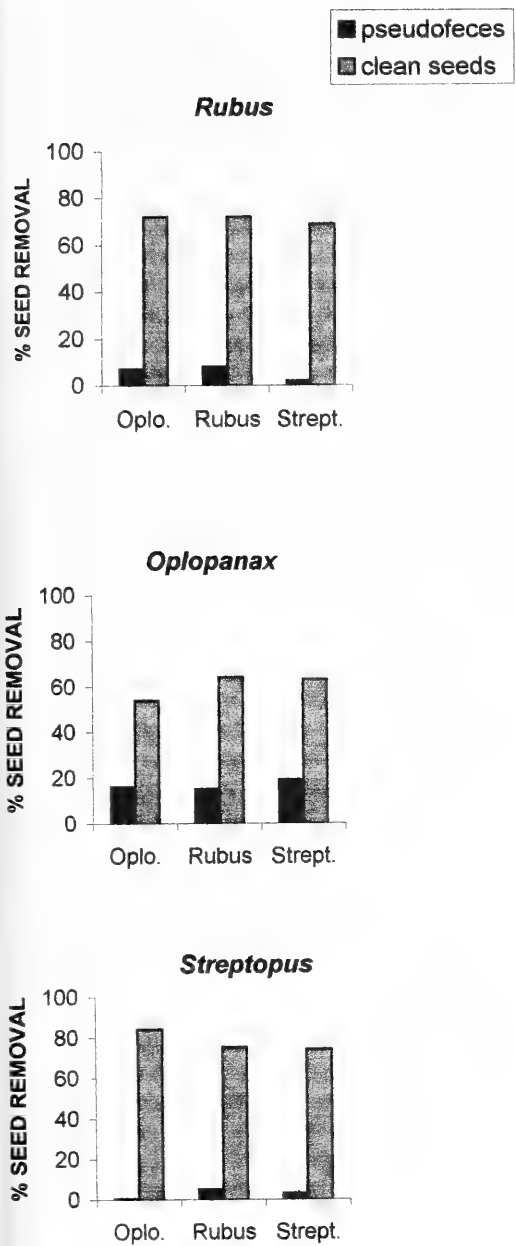 pseudofeces
clean seeds
Rubus
% SEED REMOVAL
100
80
60
40
20
0
Oplo. Rubus Strept.
Oplopanax
% SEED REMOVAL
100
80
60
40
20
0
Oplo. Rubus Strept.
Streptopus
% SEED REMOVAL
100
80
60
40
20
0
Oplo. Rubus Strept.